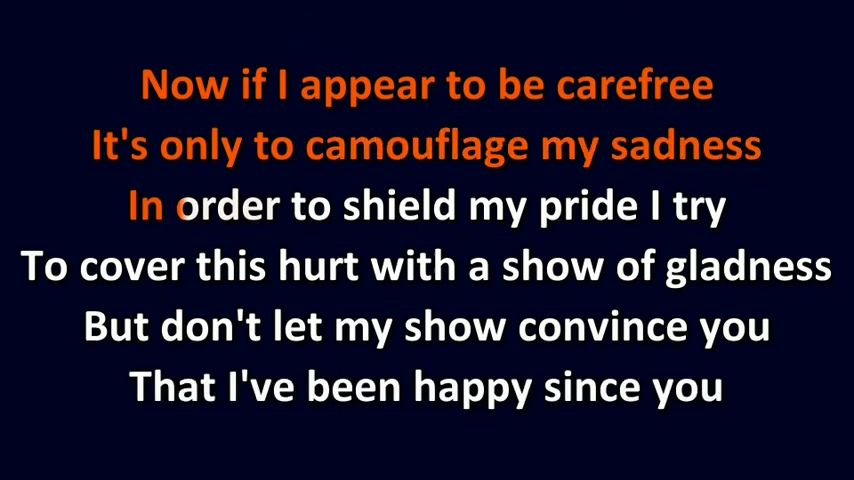 Now if I appear to be carefree
It's only to camouflage my sadness
In order to shield my pride I try
To cover this hurt with a show of gladness
But don't let my show convince you
That I've been happy since you